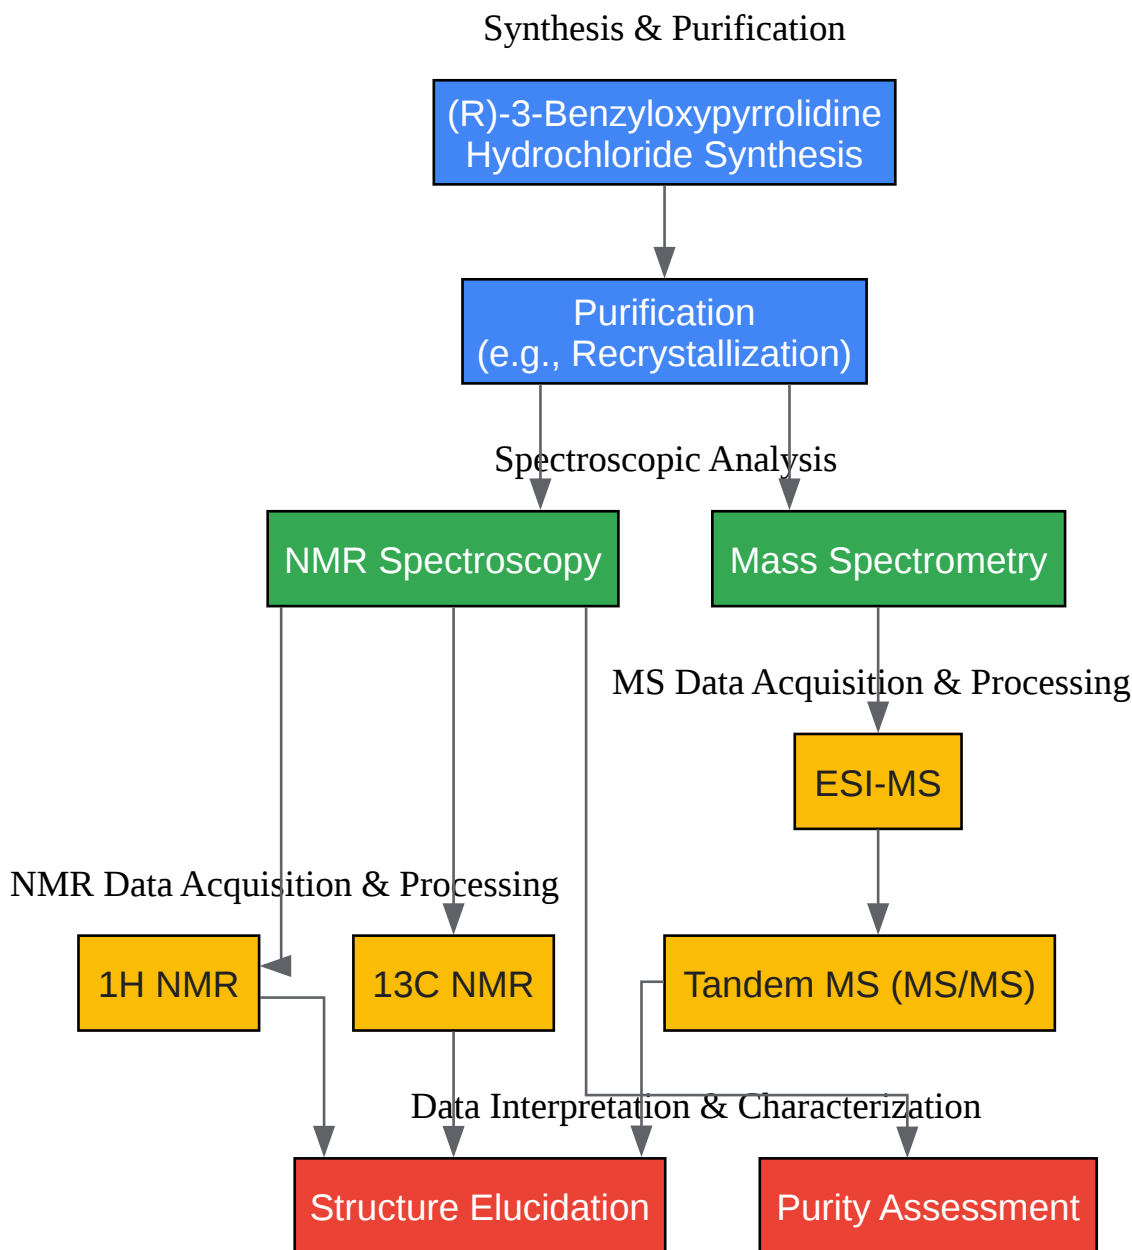 Synthesis & Purification
(R)-3-Benzyloxypyrrolidine
Hydrochloride Synthesis
Purification
(e.g., Recrystallization)
Spectroscopic Analysis
NMR Spectroscopy
Mass Spectrometry
MS Data Acquisition & Processing
ESI-MS
NMR Data Acquisition & Processing
1H NMR
13C NMR
Tandem MS (MS/MS)
Data Interpretation & Characterization
Structure Elucidation
Purity Assessment